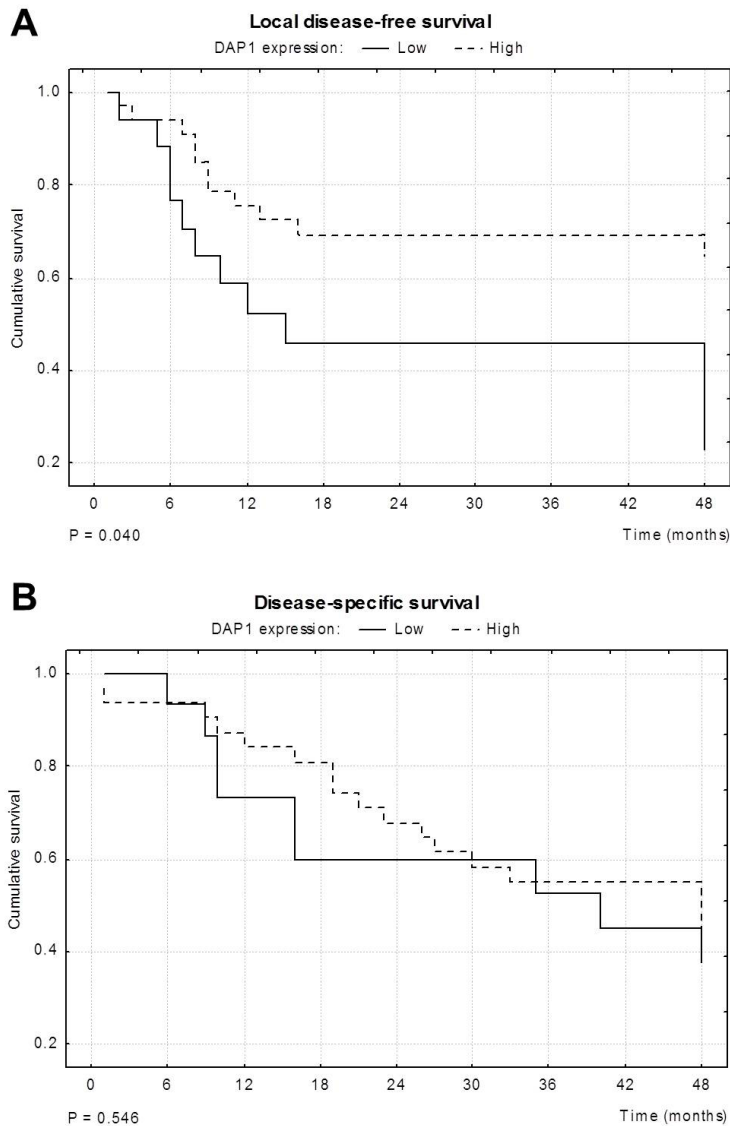 A
Local disease-free survival
DAP1 expression: Low High
Cumulative survival
1.0
0.8
0.6
0.4
0.2
0 6 12 18 24 30 36 42 48
P = 0.040 Time (months)
B
Disease-specific survival
DAP1 expression: Low High
Cumulative survival
1.0
0.8
0.6
0.4
0.2
0 6 12 18 24 30 36 42 48
P = 0.546 Time (months)